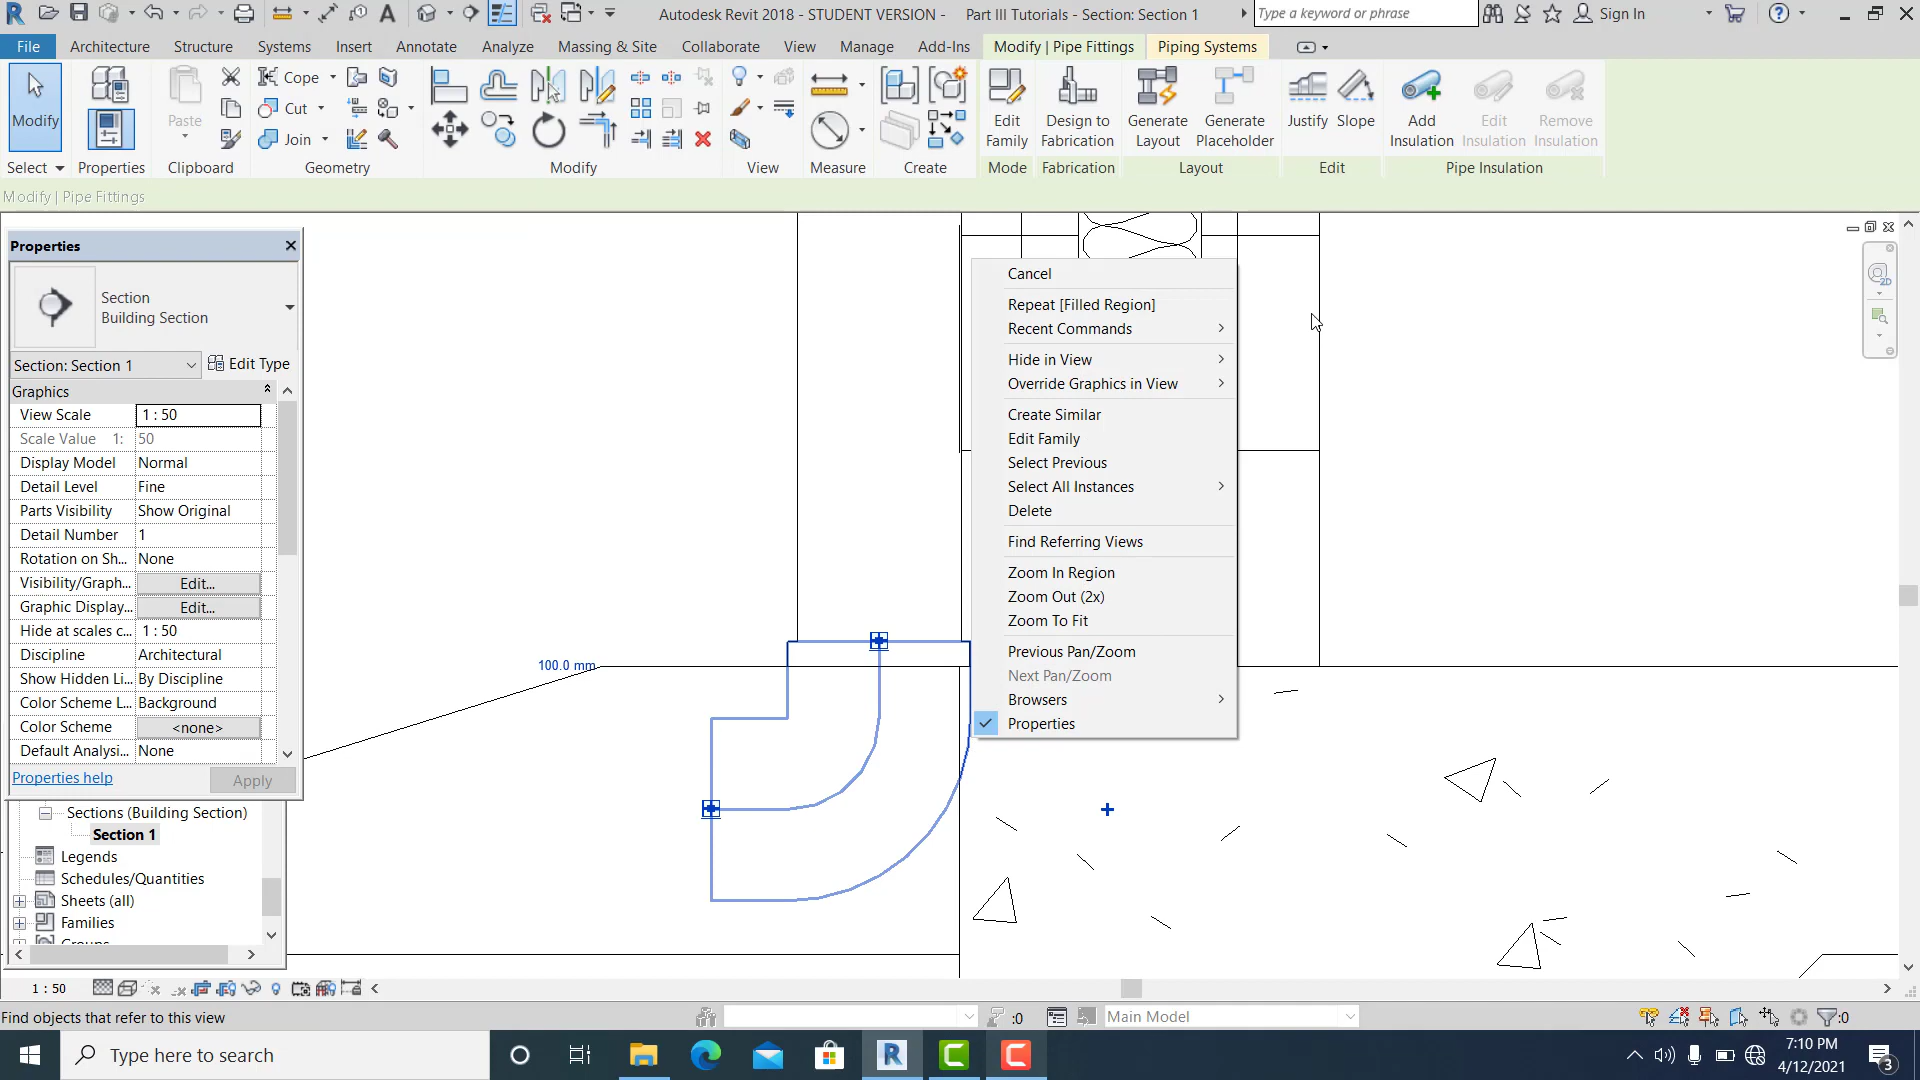 Autodesk Revit 2018 - STUDENT VERSION - Part III Tutorials - Section: Section 1
Type a keyword or phrase
Sign In
File Architecture Structure Systems Insert Annotate Analyze Massing & Site Collaborate View Manage Add-Ins Modify | Pipe Fittings Piping Systems
Modify
Paste
Cope
Cut
Join
Edit Family
Design to Fabrication
Generate Layout
Generate Placeholder
Justify
Slope
Add Insulation
Edit Insulation
Remove Insulation
Select Properties Clipboard Geometry Modify View Measure Create Mode Fabrication Layout Edit Pipe Insulation
Modify | Pipe Fittings
Properties
Section
Building Section
Section: Section 1 Edit Type
Graphics
View Scale 1 : 50
Scale Value 1: 50
Display Model Normal
Detail Level Fine
Parts Visibility Show Original
Detail Number 1
Rotation on Sh... None
Visibility/Graph... Edit...
Graphic Display... Edit...
Hide at scales c... 1 : 50
Discipline Architectural
Show Hidden Li... By Discipline
Color Scheme L... Background
Color Scheme <none>
Default Analysi... None
Properties help Apply
Sections (Building Section)
Section 1
Legends
Schedules/Quantities
Sheets (all)
Families
Groups
100.0 mm
Cancel
Repeat [Filled Region]
Recent Commands
Hide in View
Override Graphics in View
Create Similar
Edit Family
Select Previous
Select All Instances
Delete
Find Referring Views
Zoom In Region
Zoom Out (2x)
Zoom To Fit
Previous Pan/Zoom
Next Pan/Zoom
Browsers
Properties
2D
1 : 50
Find objects that refer to this view
:0
Main Model
:0
Type here to search
7:10 PM
4/12/2021
3